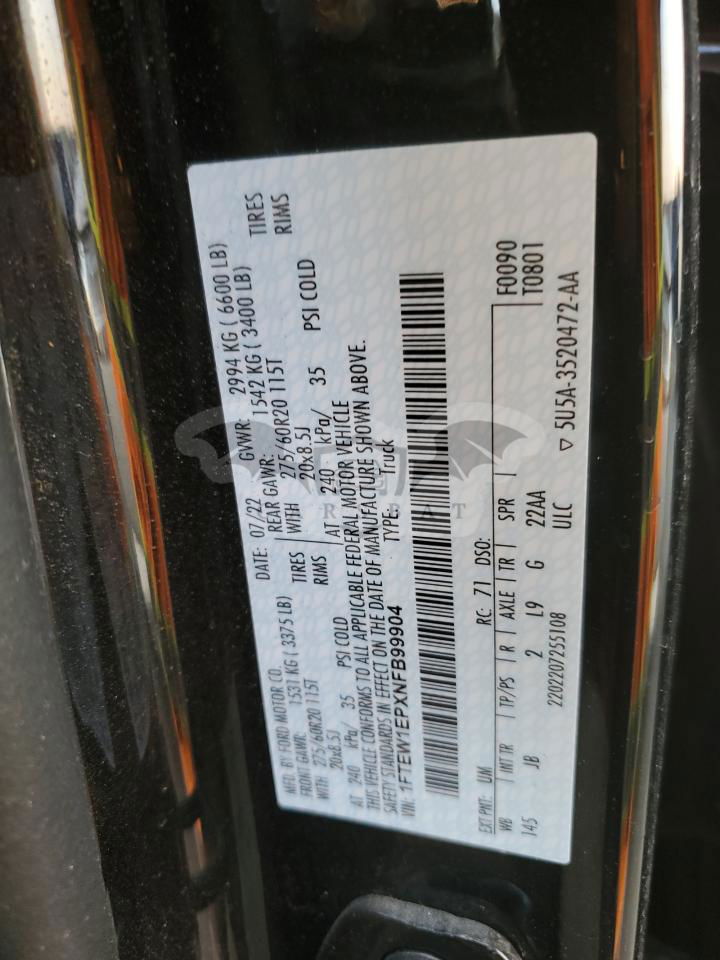 MFD. BY FORD MOTOR CO.
DATE: 07/22 GVWR: 2994 KG ( 6600 LB)
FRONT GAWR: 1531 KG ( 3375 LB) REAR GAWR: 1542 KG ( 3400 LB)
WITH 275/60R20 115T TIRES WITH 275/60R20 115T TIRES
20x8.5J RIMS 20x8.5J RIMS
AT 240 kPa/ 35 PSI COLD AT 240 kPa/ 35 PSI COLD
THIS VEHICLE CONFORMS TO ALL APPLICABLE FEDERAL MOTOR VEHICLE
SAFETY STANDARDS IN EFFECT ON THE DATE OF MANUFACTURE SHOWN ABOVE.
VIN: 1FTEW1EPXNFB99904 TYPE: Truck
EXT PNT: UM RC: 71 DSO: F0090
WB INT TR TP/PS R AXLE TR SPR T0801
145 JB 2 L9 G 22AA
2202207255108 ULC ▽ 5U5A-3520472-AA